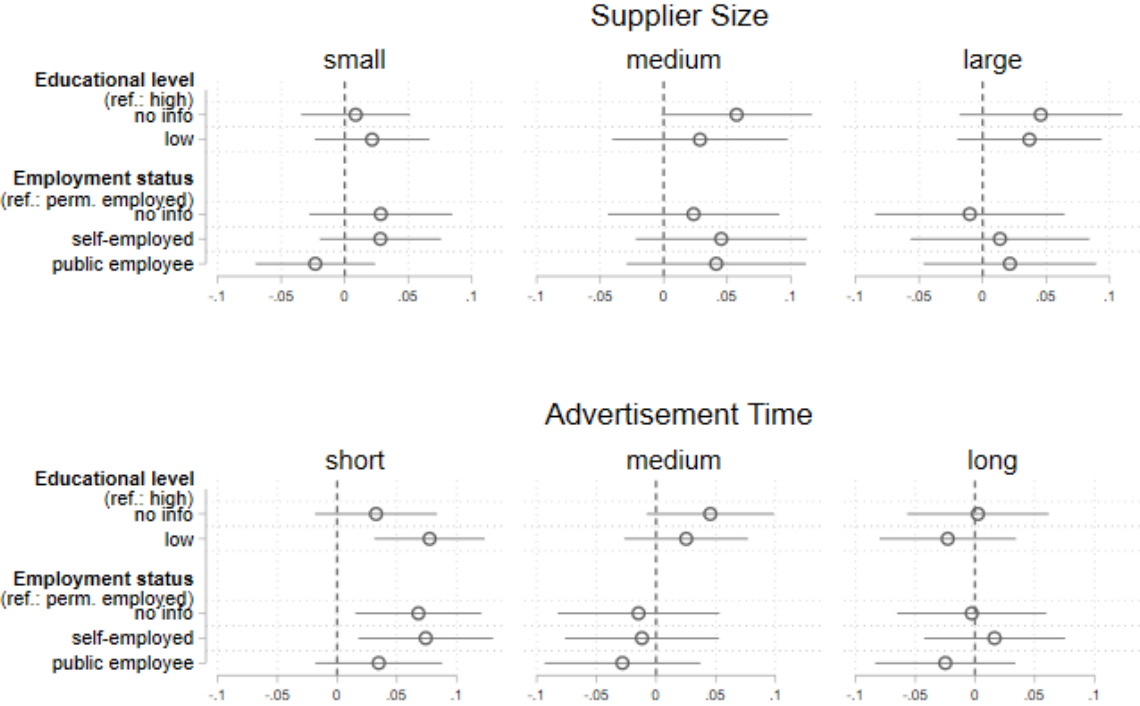 Supplier Size
small medium large
Educational level
(ref.: high)
no info
low
Employment status
(ref.: perm. employed)
no info
self-employed
public employee
-.1 -.05 0 .05 .1 -.1 -.05 0 .05 .1 -.1 -.05 0 .05 .1
Advertisement Time
short medium long
Educational level
(ref.: high)
no info
low
Employment status
(ref.: perm. employed)
no info
self-employed
public employee
-.1 -.05 0 .05 .1 -.1 -.05 0 .05 .1 -.1 -.05 0 .05 .1